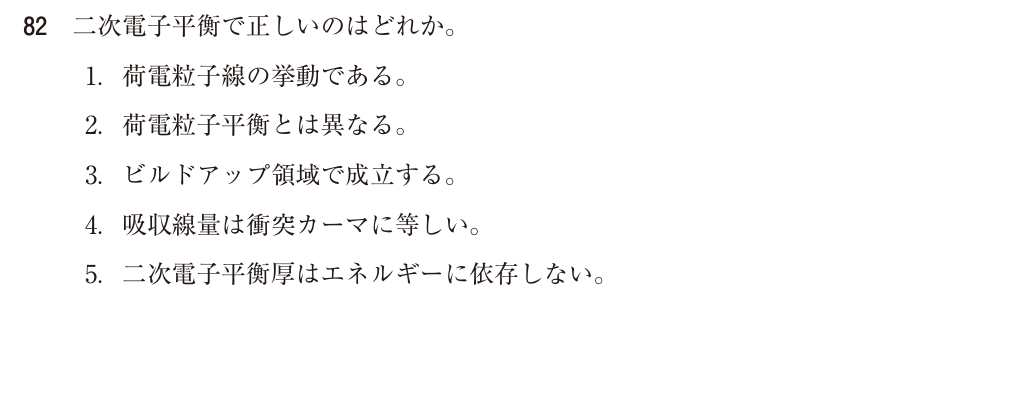 82 二次電子平衡で正しいのはどれか。
1. 荷電粒子線の挙動である。
2. 荷電粒子平衡とは異なる。
3. ビルドアップ領域で成立する。
4. 吸収線量は衝突カーマに等しい。
5. 二次電子平衡厚はエネルギーに依存しない。